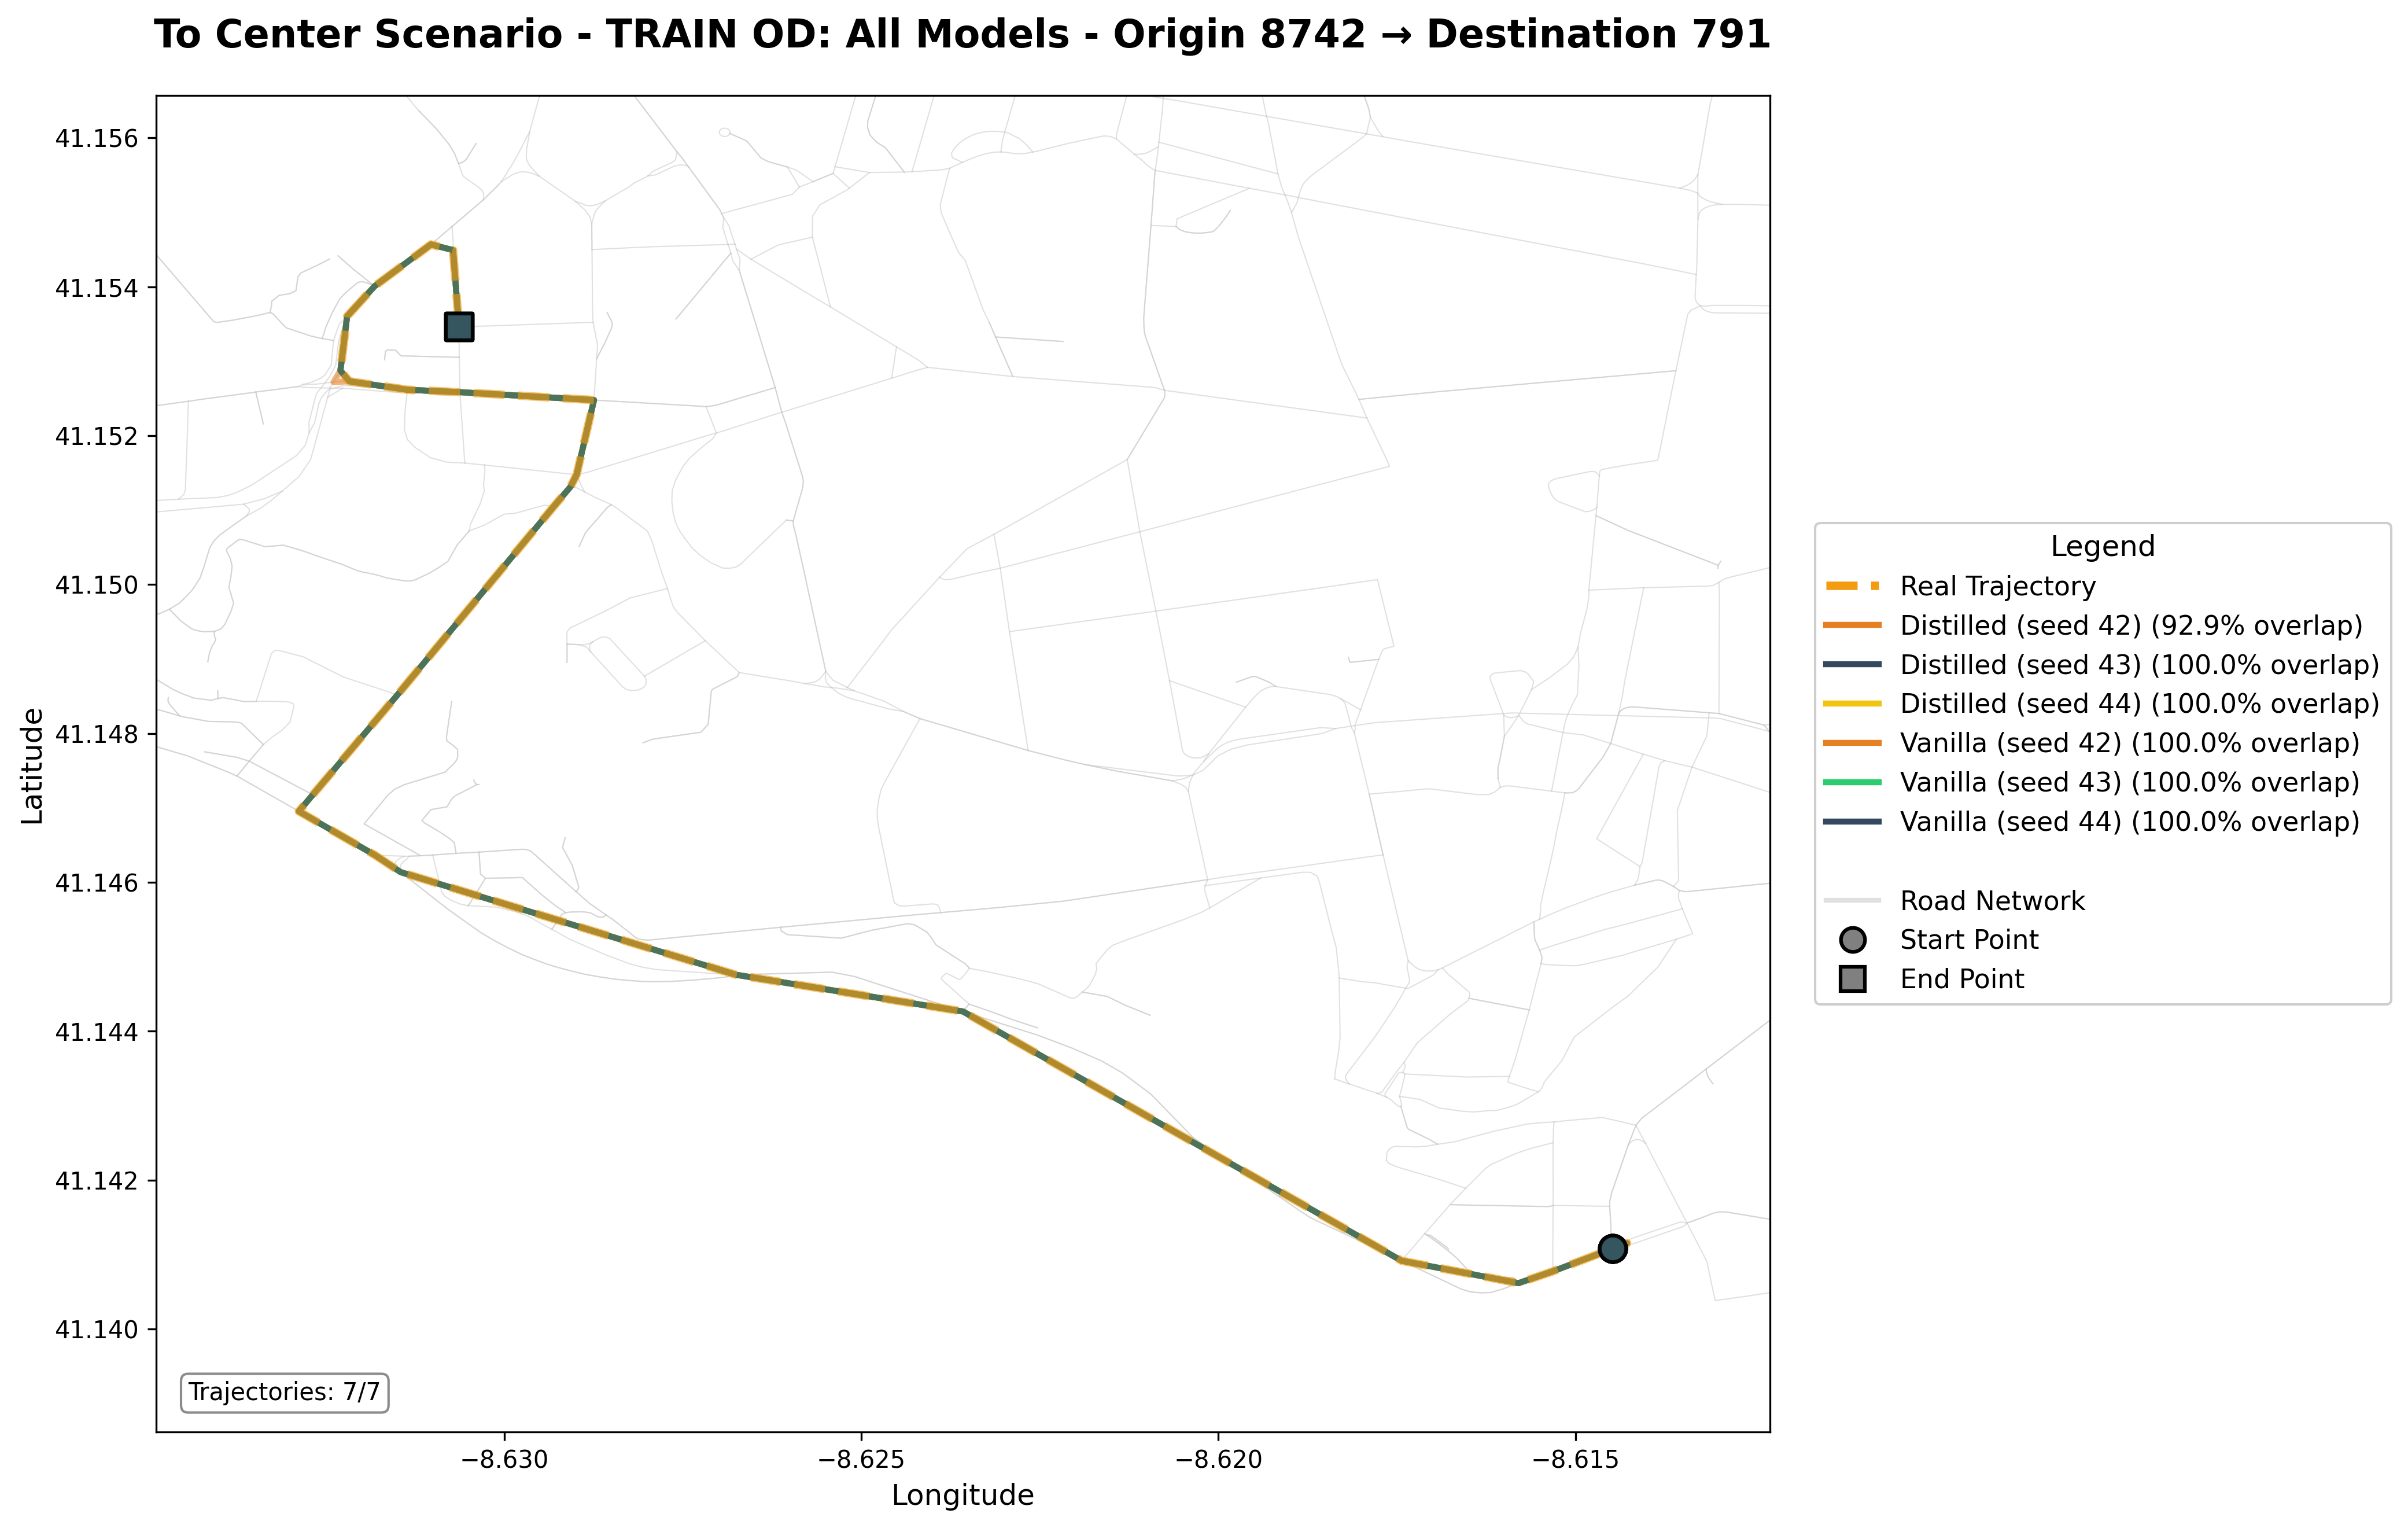 To Center Scenario - TRAIN OD: All Models - Origin 8742 → Destination 791
41.156
41.154
41.152
41.150
41.148
41.146
41.144
41.142
41.140
Latitude
−8.630
−8.625
−8.620
−8.615
Longitude
Trajectories: 7/7
Legend
Real Trajectory
Distilled (seed 42) (92.9% overlap)
Distilled (seed 43) (100.0% overlap)
Distilled (seed 44) (100.0% overlap)
Vanilla (seed 42) (100.0% overlap)
Vanilla (seed 43) (100.0% overlap)
Vanilla (seed 44) (100.0% overlap)
Road Network
Start Point
End Point